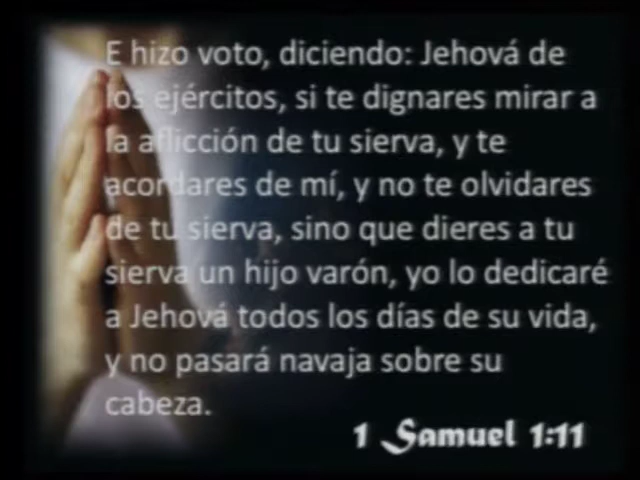 E hizo voto, diciendo: Jehová de
los ejércitos, si te dignares mirar a
la aflicción de tu sierva, y te
acordares de mí, y no te olvidares
de tu sierva, sino que dieres a tu
sierva un hijo varón, yo lo dedicaré
a Jehová todos los días de su vida,
y no pasará navaja sobre su
cabeza.
1 Samuel 1:11